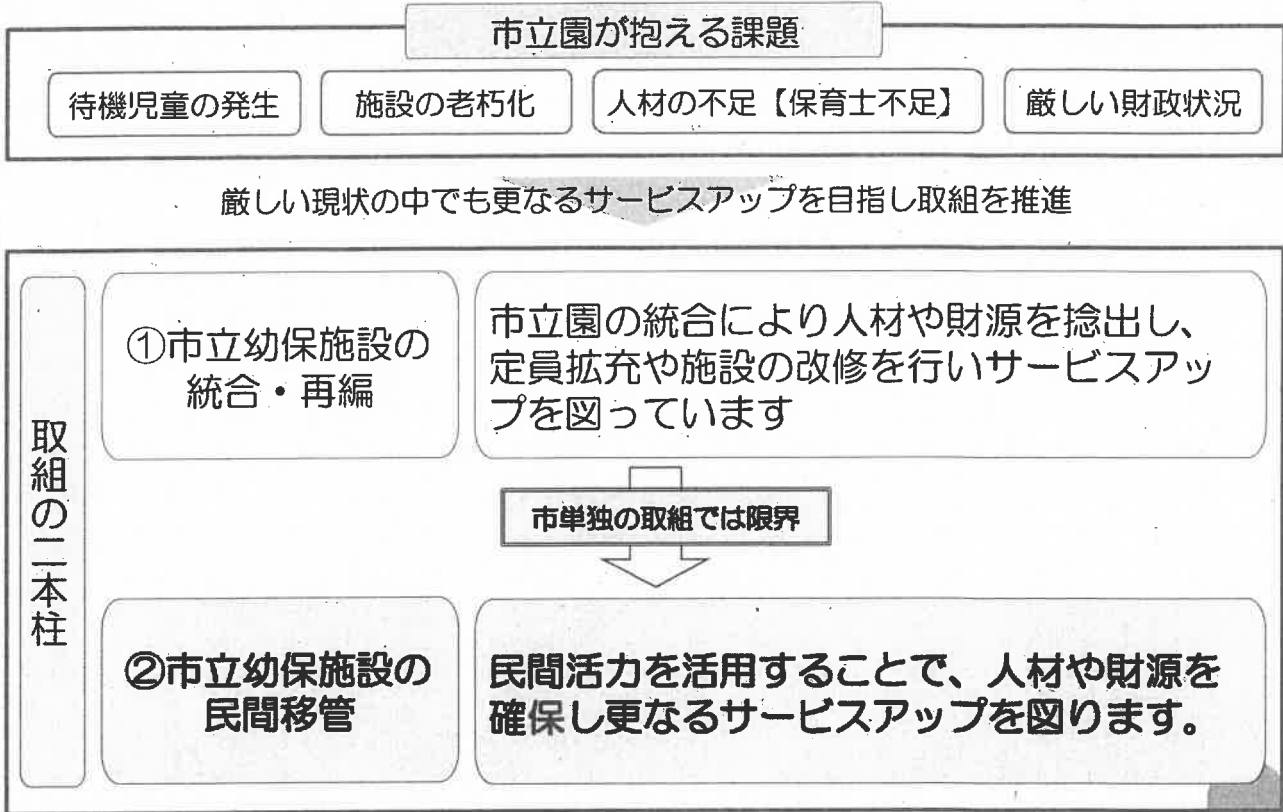 市立園が抱える課題
待機児童の発生
施設の老朽化
人材の不足【保育士不足】
厳しい財政状況
厳しい現状の中でも更なるサービスアップを目指し取組を推進
取組の二本柱
①市立幼保施設の
統合・再編
市立園の統合により人材や財源を捻出し、
定員拡充や施設の改修を行いサービスアッ
プを図っています
市単独の取組では限界
②市立幼保施設の
民間移管
民間活力を活用することで、人材や財源を
確保し更なるサービスアップを図ります。